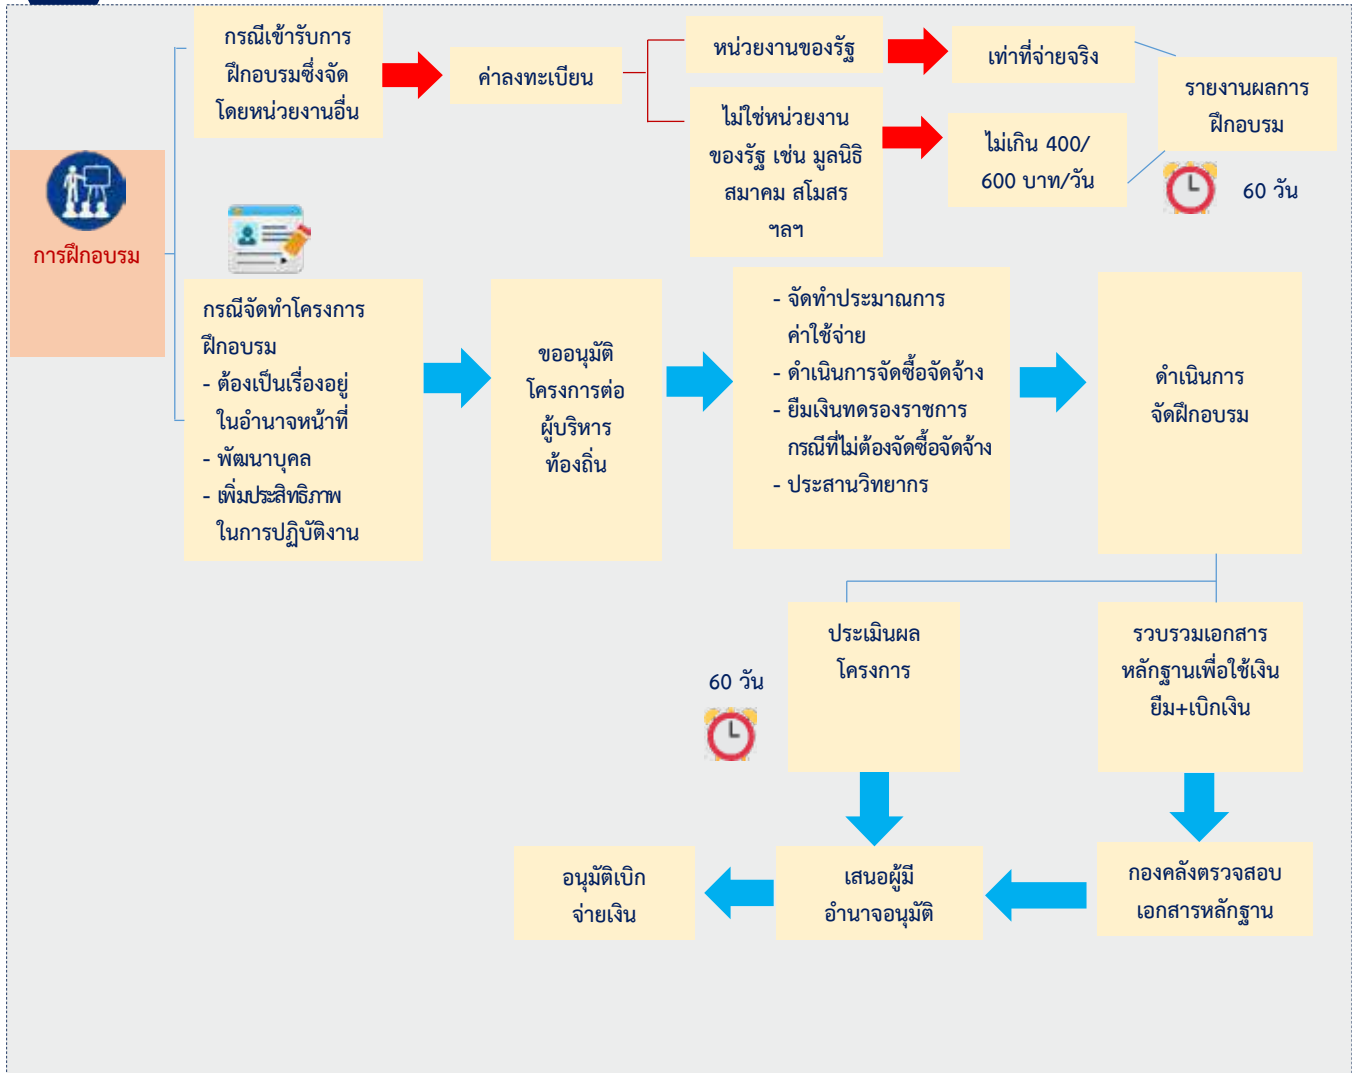 การฝึกอบรม
กรณีเข้ารับการ
ฝึกอบรมซึ่งจัด
โดยหน่วยงานอื่น
ค่าลงทะเบียน
หน่วยงานของรัฐ
เท่าที่จ่ายจริง
ไม่ใช่หน่วยงาน
ของรัฐ เช่น มูลนิธิ
สมาคม สโมสร
ฯลฯ
ไม่เกิน 400/
600 บาท/วัน
รายงานผลการ
ฝึกอบรม
60 วัน
กรณีจัดทำโครงการ
ฝึกอบรม
- ต้องเป็นเรื่องอยู่
ในอำนาจหน้าที่
- พัฒนาบุคล
- เพิ่มประสิทธิภาพ
ในการปฏิบัติงาน
ขออนุมัติ
โครงการต่อ
ผู้บริหาร
ท้องถิ่น
- จัดทำประมาณการ
ค่าใช้จ่าย
- ดำเนินการจัดซื้อจัดจ้าง
- ยืมเงินทดรองราชการ
กรณีที่ไม่ต้องจัดซื้อจัดจ้าง
- ประสานวิทยากร
ดำเนินการ
จัดฝึกอบรม
60 วัน
ประเมินผล
โครงการ
รวบรวมเอกสาร
หลักฐานเพื่อใช้เงิน
ยืม+เบิกเงิน
กองคลังตรวจสอบ
เอกสารหลักฐาน
เสนอผู้มี
อำนาจอนุมัติ
อนุมัติเบิก
จ่ายเงิน